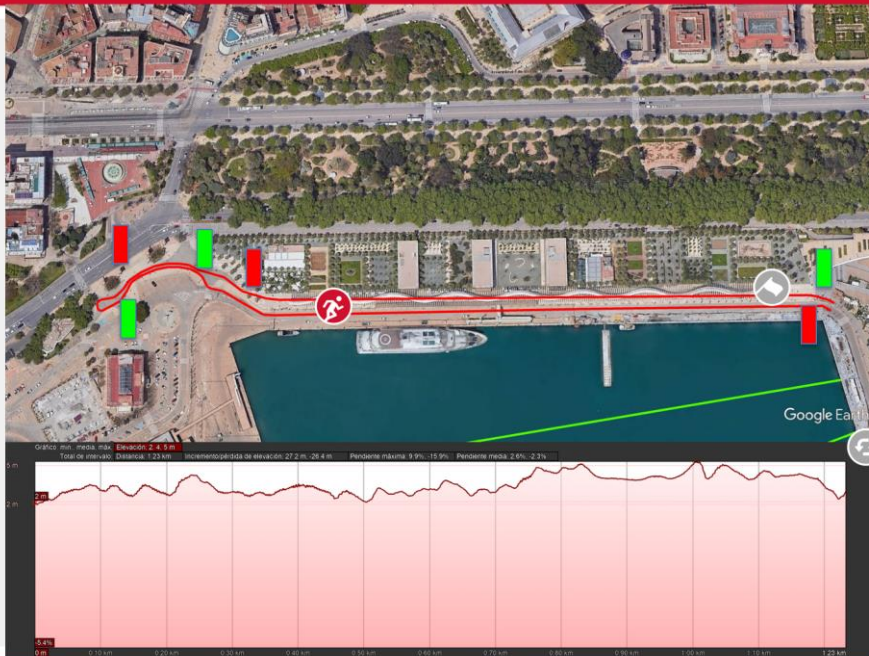 Google Earth
Gráfico: mín., media, máx. Elevación: 2, 4, 5 m
Total de intervalo: Distancia: 1.23 km Incremento/pérdida de elevación: 27.2 m, -26.4 m Pendiente máxima: 9.9%, -15.9% Pendiente media: 2.6%, -2.3%
5 m
2 m
2 m
-5.4%
0 m 0.10 km 0.20 km 0.30 km 0.40 km 0.50 km 0.60 km 0.70 km 0.80 km 0.90 km 1.00 km 1.10 km 1.23 km